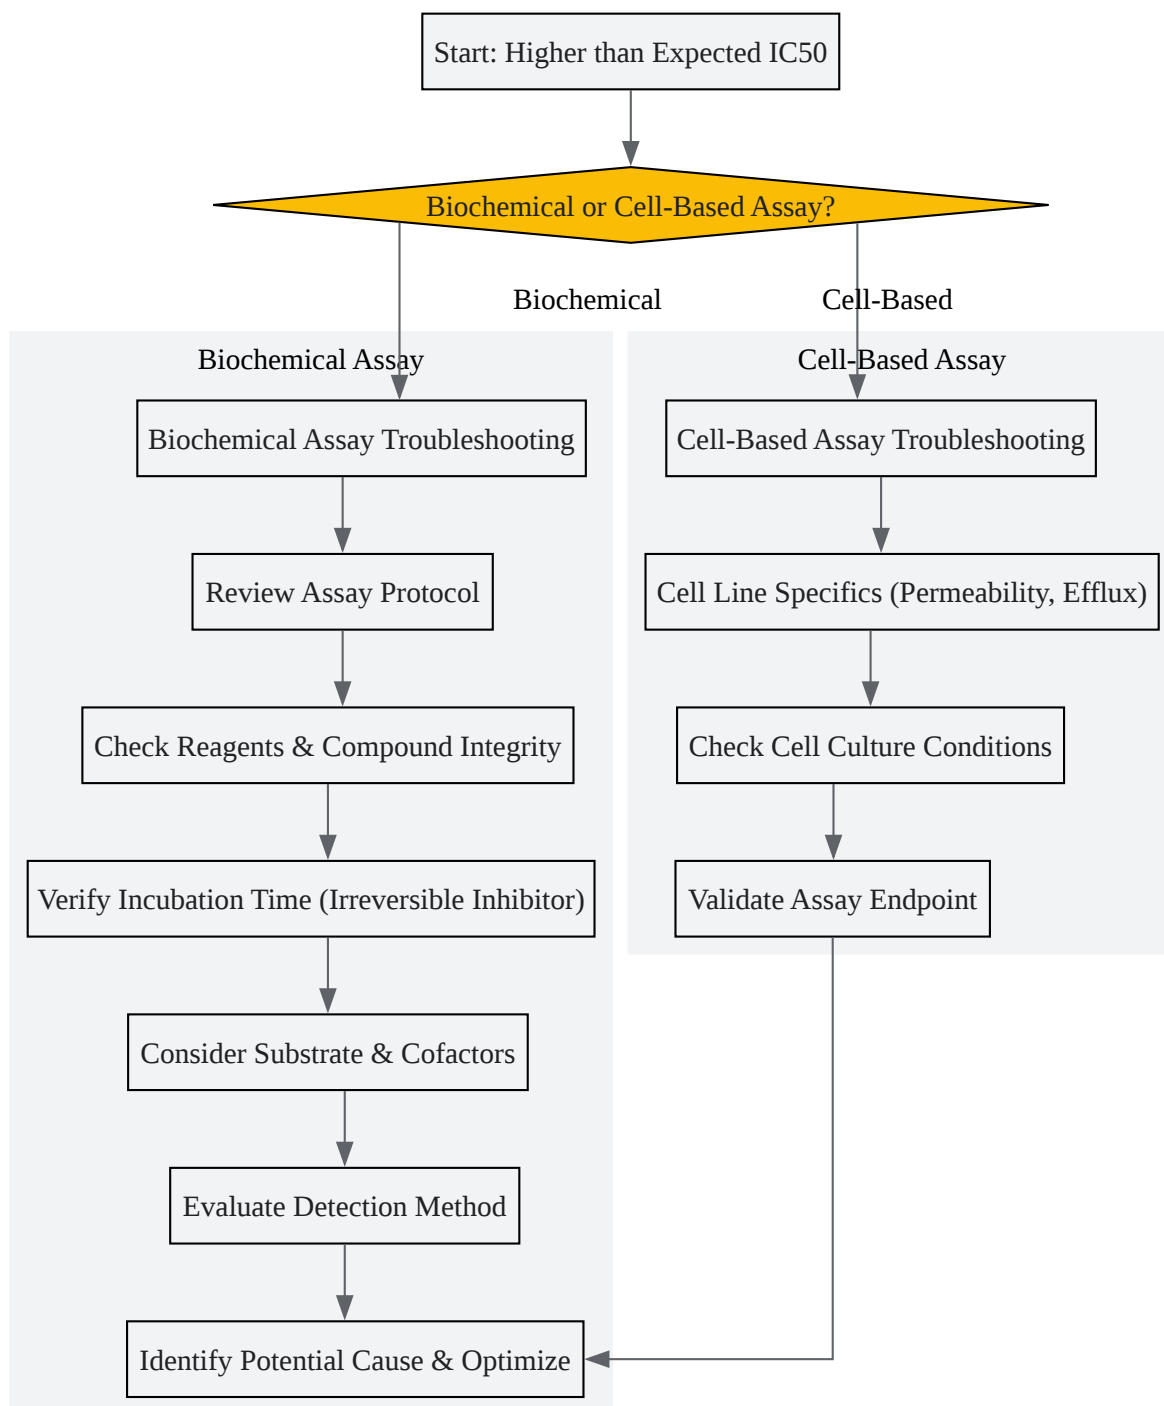 Start: Higher than Expected IC50
Biochemical or Cell-Based Assay?
Biochemical
Cell-Based
Biochemical Assay
Biochemical Assay Troubleshooting
Review Assay Protocol
Check Reagents & Compound Integrity
Verify Incubation Time (Irreversible Inhibitor)
Consider Substrate & Cofactors
Evaluate Detection Method
Identify Potential Cause & Optimize
Cell-Based Assay
Cell-Based Assay Troubleshooting
Cell Line Specifics (Permeability, Efflux)
Check Cell Culture Conditions
Validate Assay Endpoint